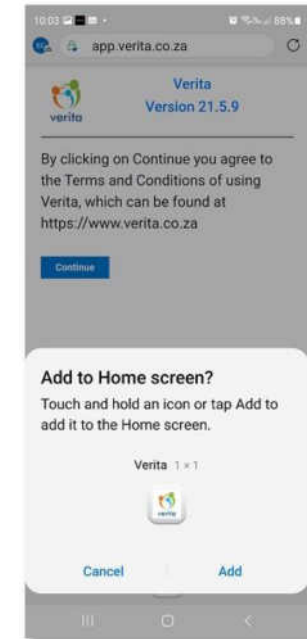 10:03
88%
app.verita.co.za
verita
Verita
Version 21.5.9
By clicking on Continue you agree to
the Terms and Conditions of using
Verita, which can be found at
https://www.verita.co.za
Continue
Add to Home screen?
Touch and hold an icon or tap Add to
add it to the Home screen.
Verita 1 × 1
verita
Cancel
Add